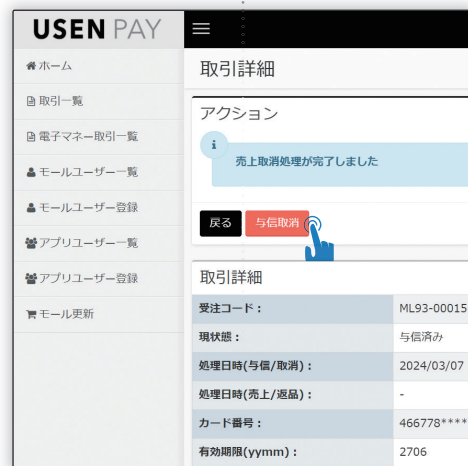 USEN PAY
ホーム
取引一覧
電子マネー取引一覧
モールユーザー一覧
モールユーザー登録
アプリユーザー一覧
アプリユーザー登録
モール更新
取引詳細
アクション
i
売上取消処理が完了しました
戻る 与信取消
取引詳細
受注コード： ML93-00015
現状態： 与信済み
処理日時(与信/取消)： 2024/03/07
処理日時(売上/返品)： -
カード番号： 466778****
有効期限(yymm)： 2706